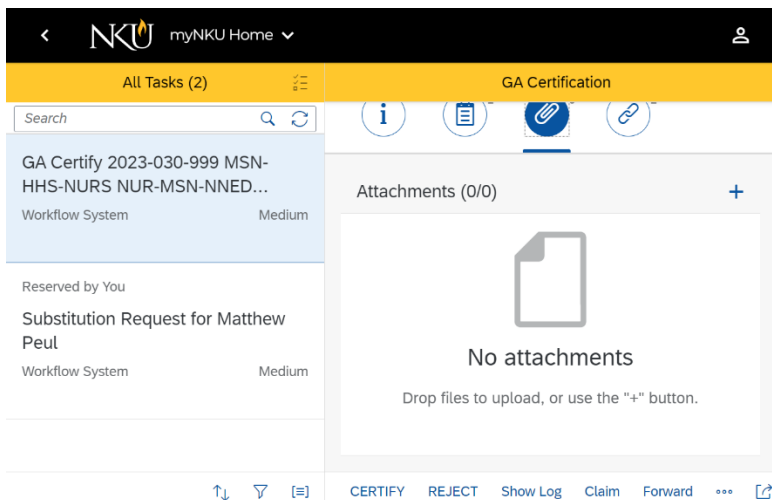 NKU myNKU Home
All Tasks (2)
GA Certification
Search
GA Certify 2023-030-999 MSN-
HHS-NURS NUR-MSN-NNED...
Workflow System Medium
Reserved by You
Substitution Request for Matthew
Peul
Workflow System Medium
Attachments (0/0)
No attachments
Drop files to upload, or use the "+" button.
CERTIFY REJECT Show Log Claim Forward